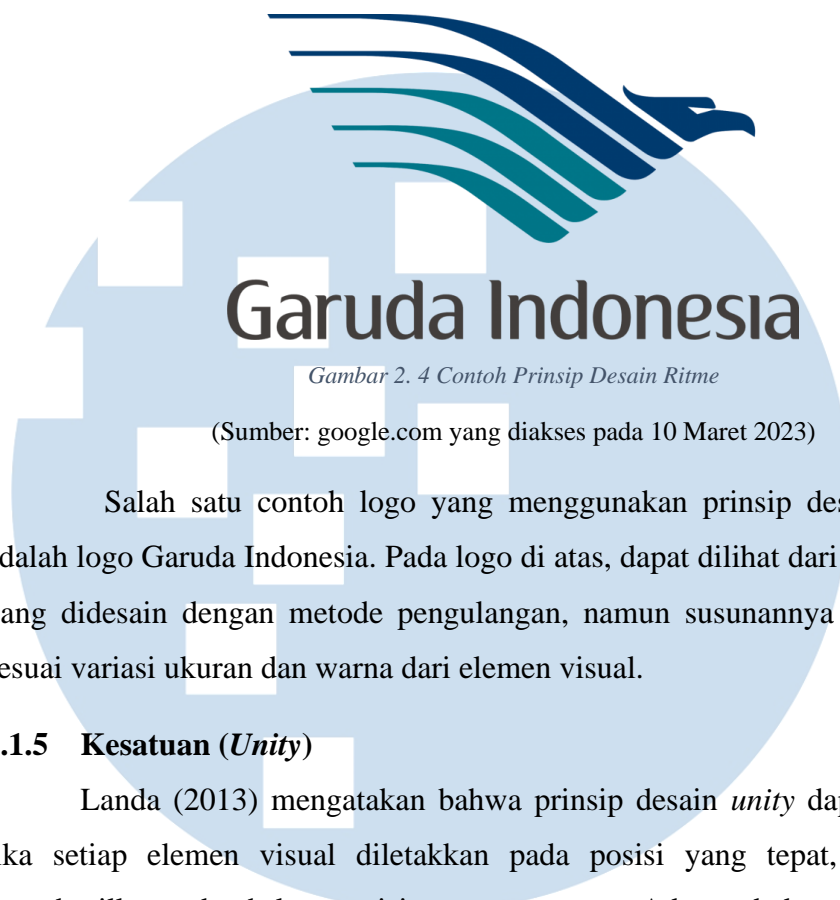 Garuda Indonesia
Gambar 2. 4 Contoh Prinsip Desain Ritme
(Sumber: google.com yang diakses pada 10 Maret 2023)
Salah satu contoh logo yang menggunakan prinsip des
dalah logo Garuda Indonesia. Pada logo di atas, dapat dilihat dari
ang didesain dengan metode pengulangan, namun susunannya
esuai variasi ukuran dan warna dari elemen visual.
.1.5 Kesatuan (Unity)
Landa (2013) mengatakan bahwa prinsip desain unity dap
ika setiap elemen visual diletakkan pada posisi yang tepat,